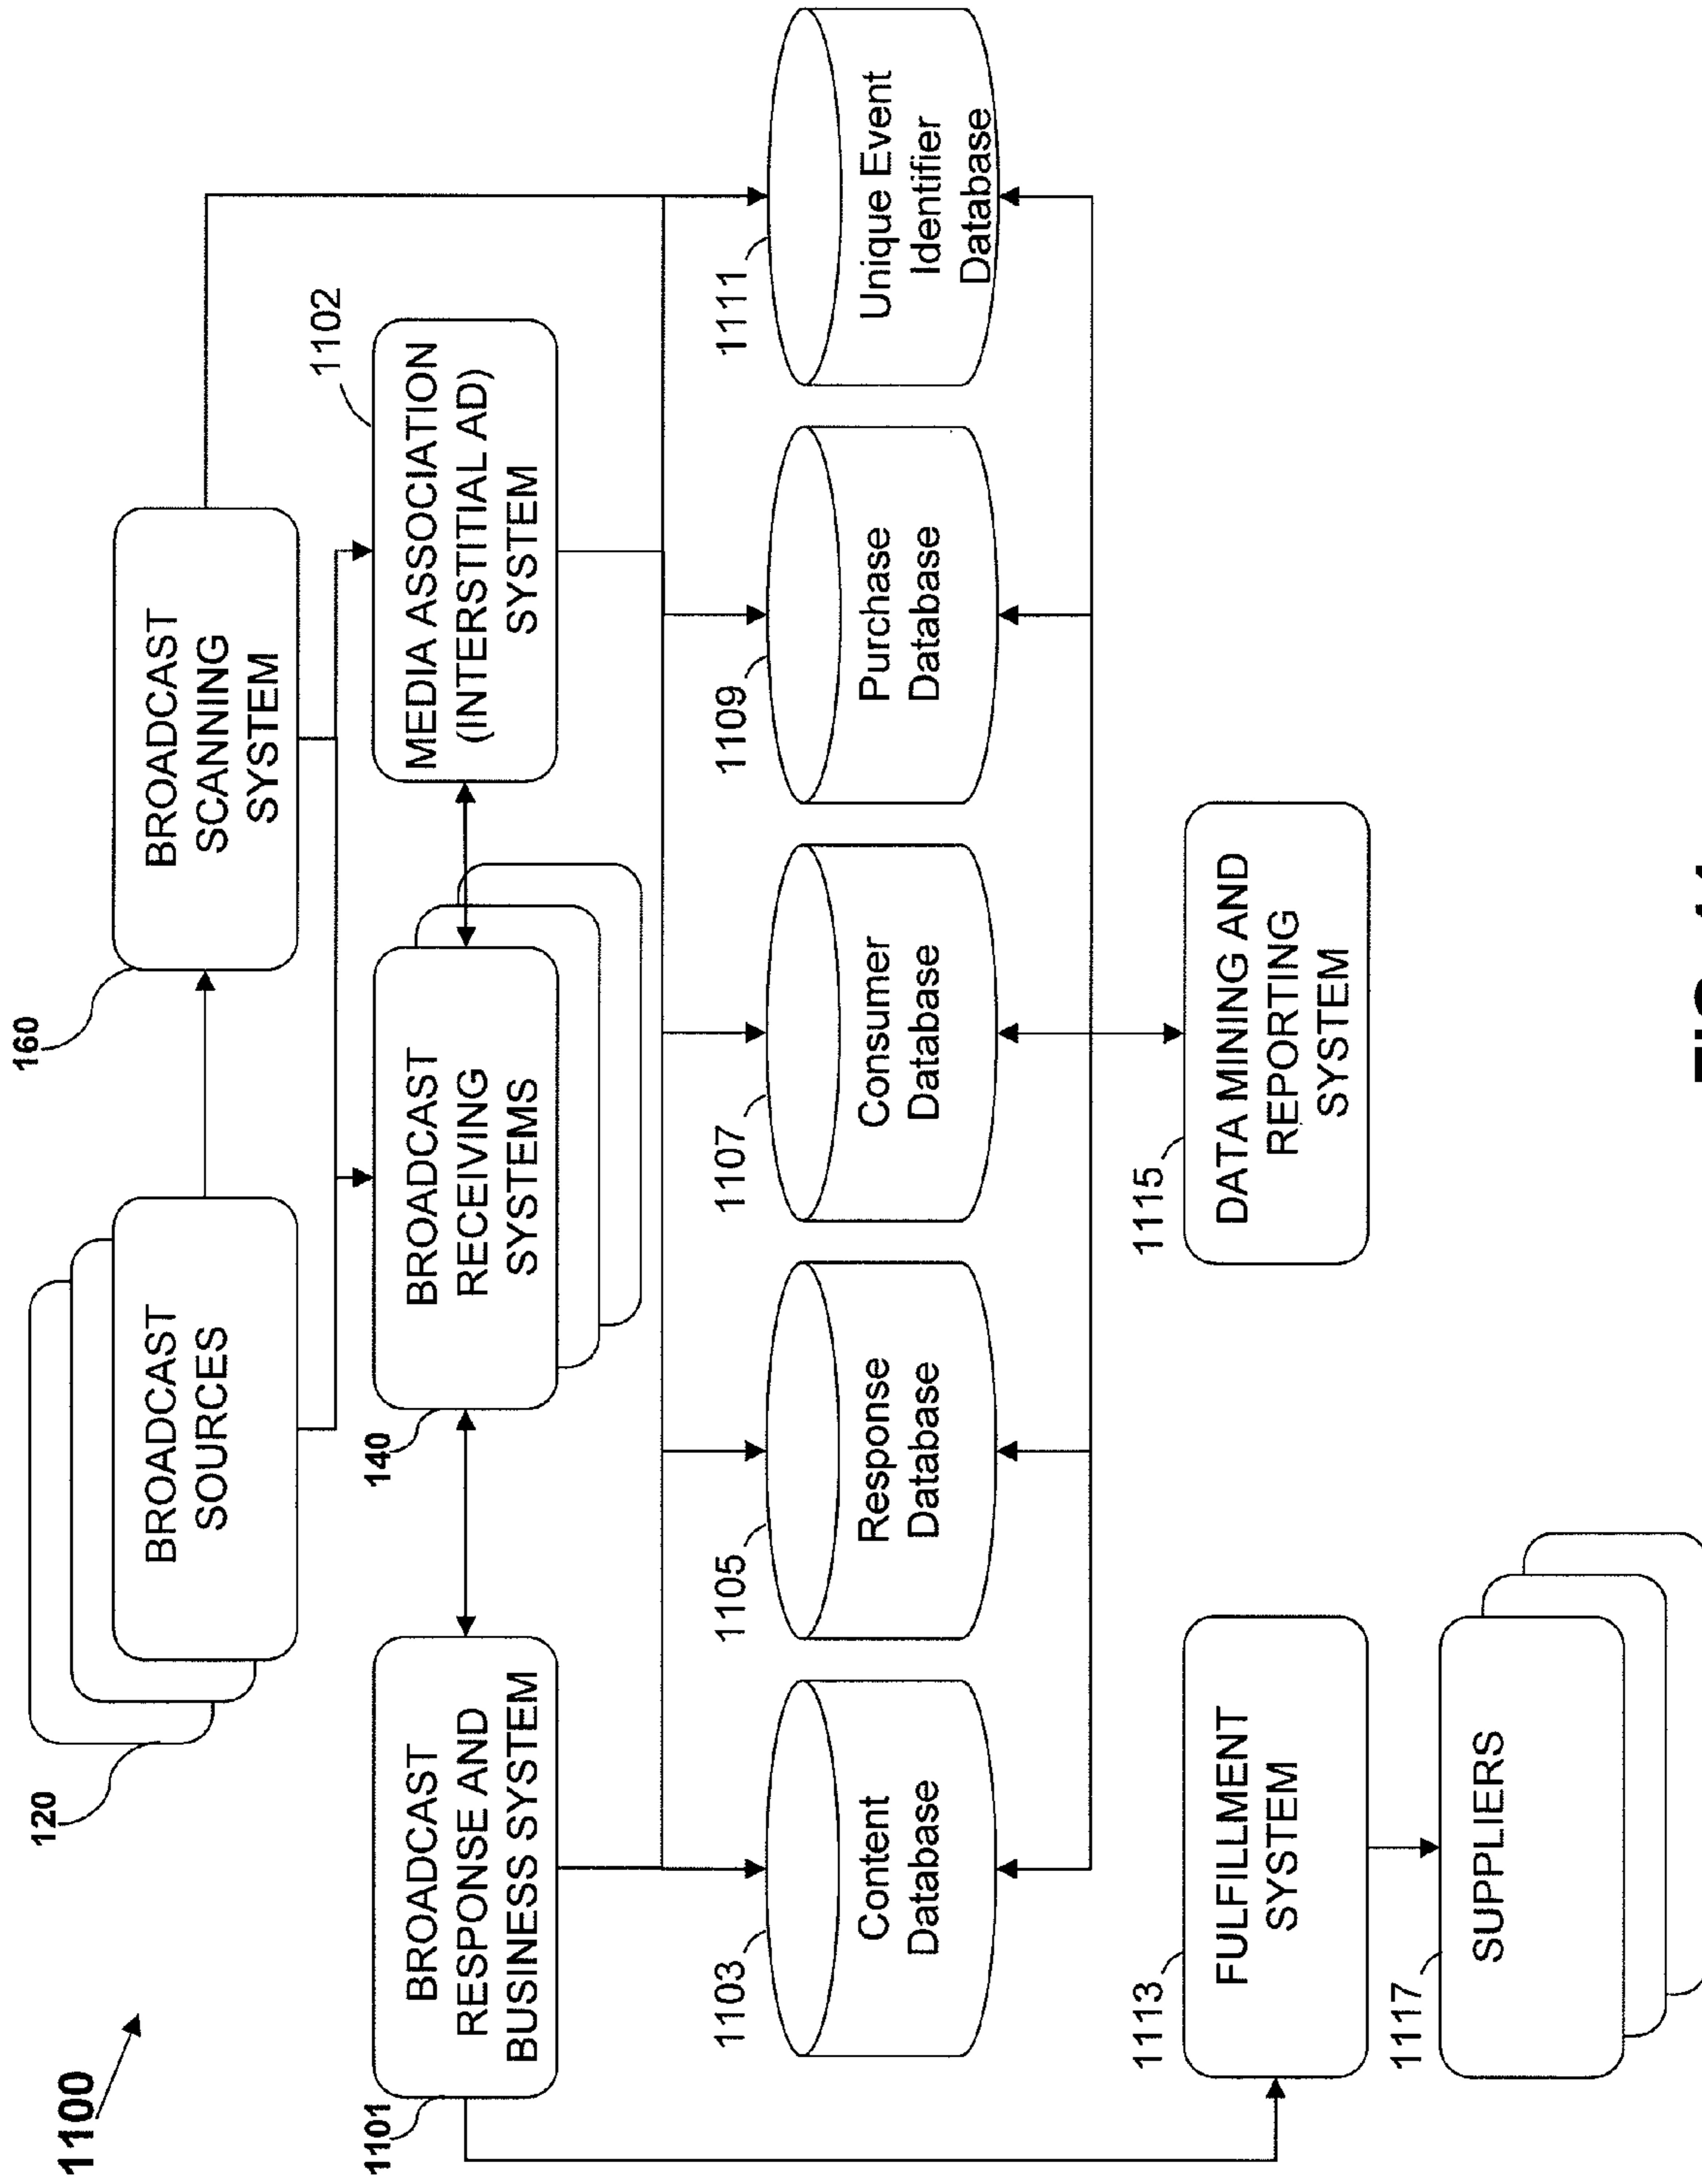 1100
120
BROADCAST
SOURCES
160
BROADCAST
SCANNING
SYSTEM
1101
BROADCAST
RESPONSE AND
BUSINESS SYSTEM
140
BROADCAST
RECEIVING
SYSTEMS
1102
MEDIA ASSOCIATION
(INTERSTITIAL AD)
SYSTEM
1103
Content
Database
1105
Response
Database
1107
Consumer
Database
1109
Purchase
Database
1111
Unique Event
Identifier
Database
1113
FULFILLMENT
SYSTEM
1115
DATA MINING AND
REPORTING
SYSTEM
1117
SUPPLIERS